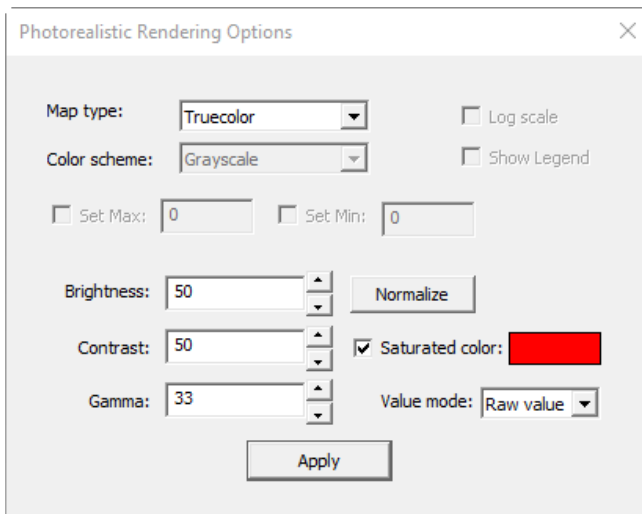 Photorealistic Rendering Options
Map type: Truecolor Log scale
Color scheme: Grayscale Show Legend
Set Max: 0 Set Min: 0
Brightness: 50 Normalize
Contrast: 50 Saturated color:
Gamma: 33 Value mode: Raw value
Apply